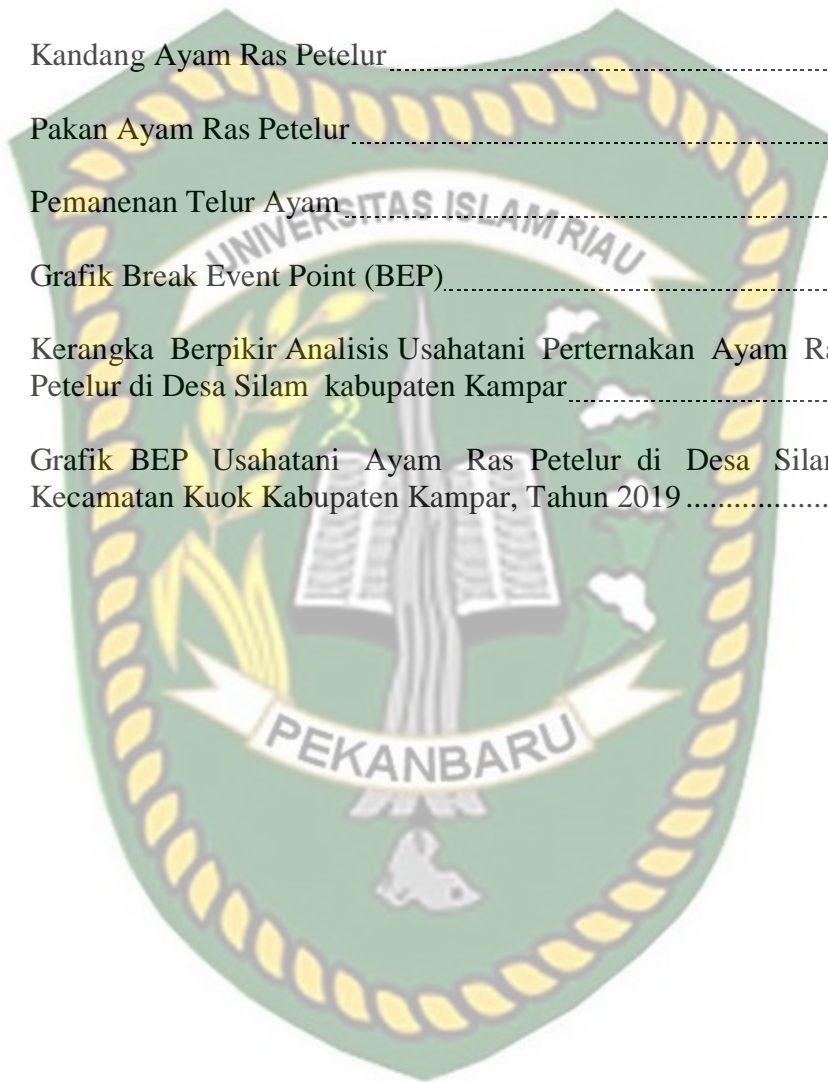 Kandang Ayam Ras Petelur
Pakan Ayam Ras Petelur
Pemanenan Telur Ayam
UNIVERSITAS ISLAM RIAU
Grafik Break Event Point (BEP)
Kerangka Berpikir Analisis Usahatani Perternakan Ayam
Petelur di Desa Silam kabupaten Kampar
Grafik BEP Usahatani Ayam Ras Petelur di Desa
Kecamatan Kuok Kabupaten Kampar, Tahun 2019 ..................
PEKANBARU